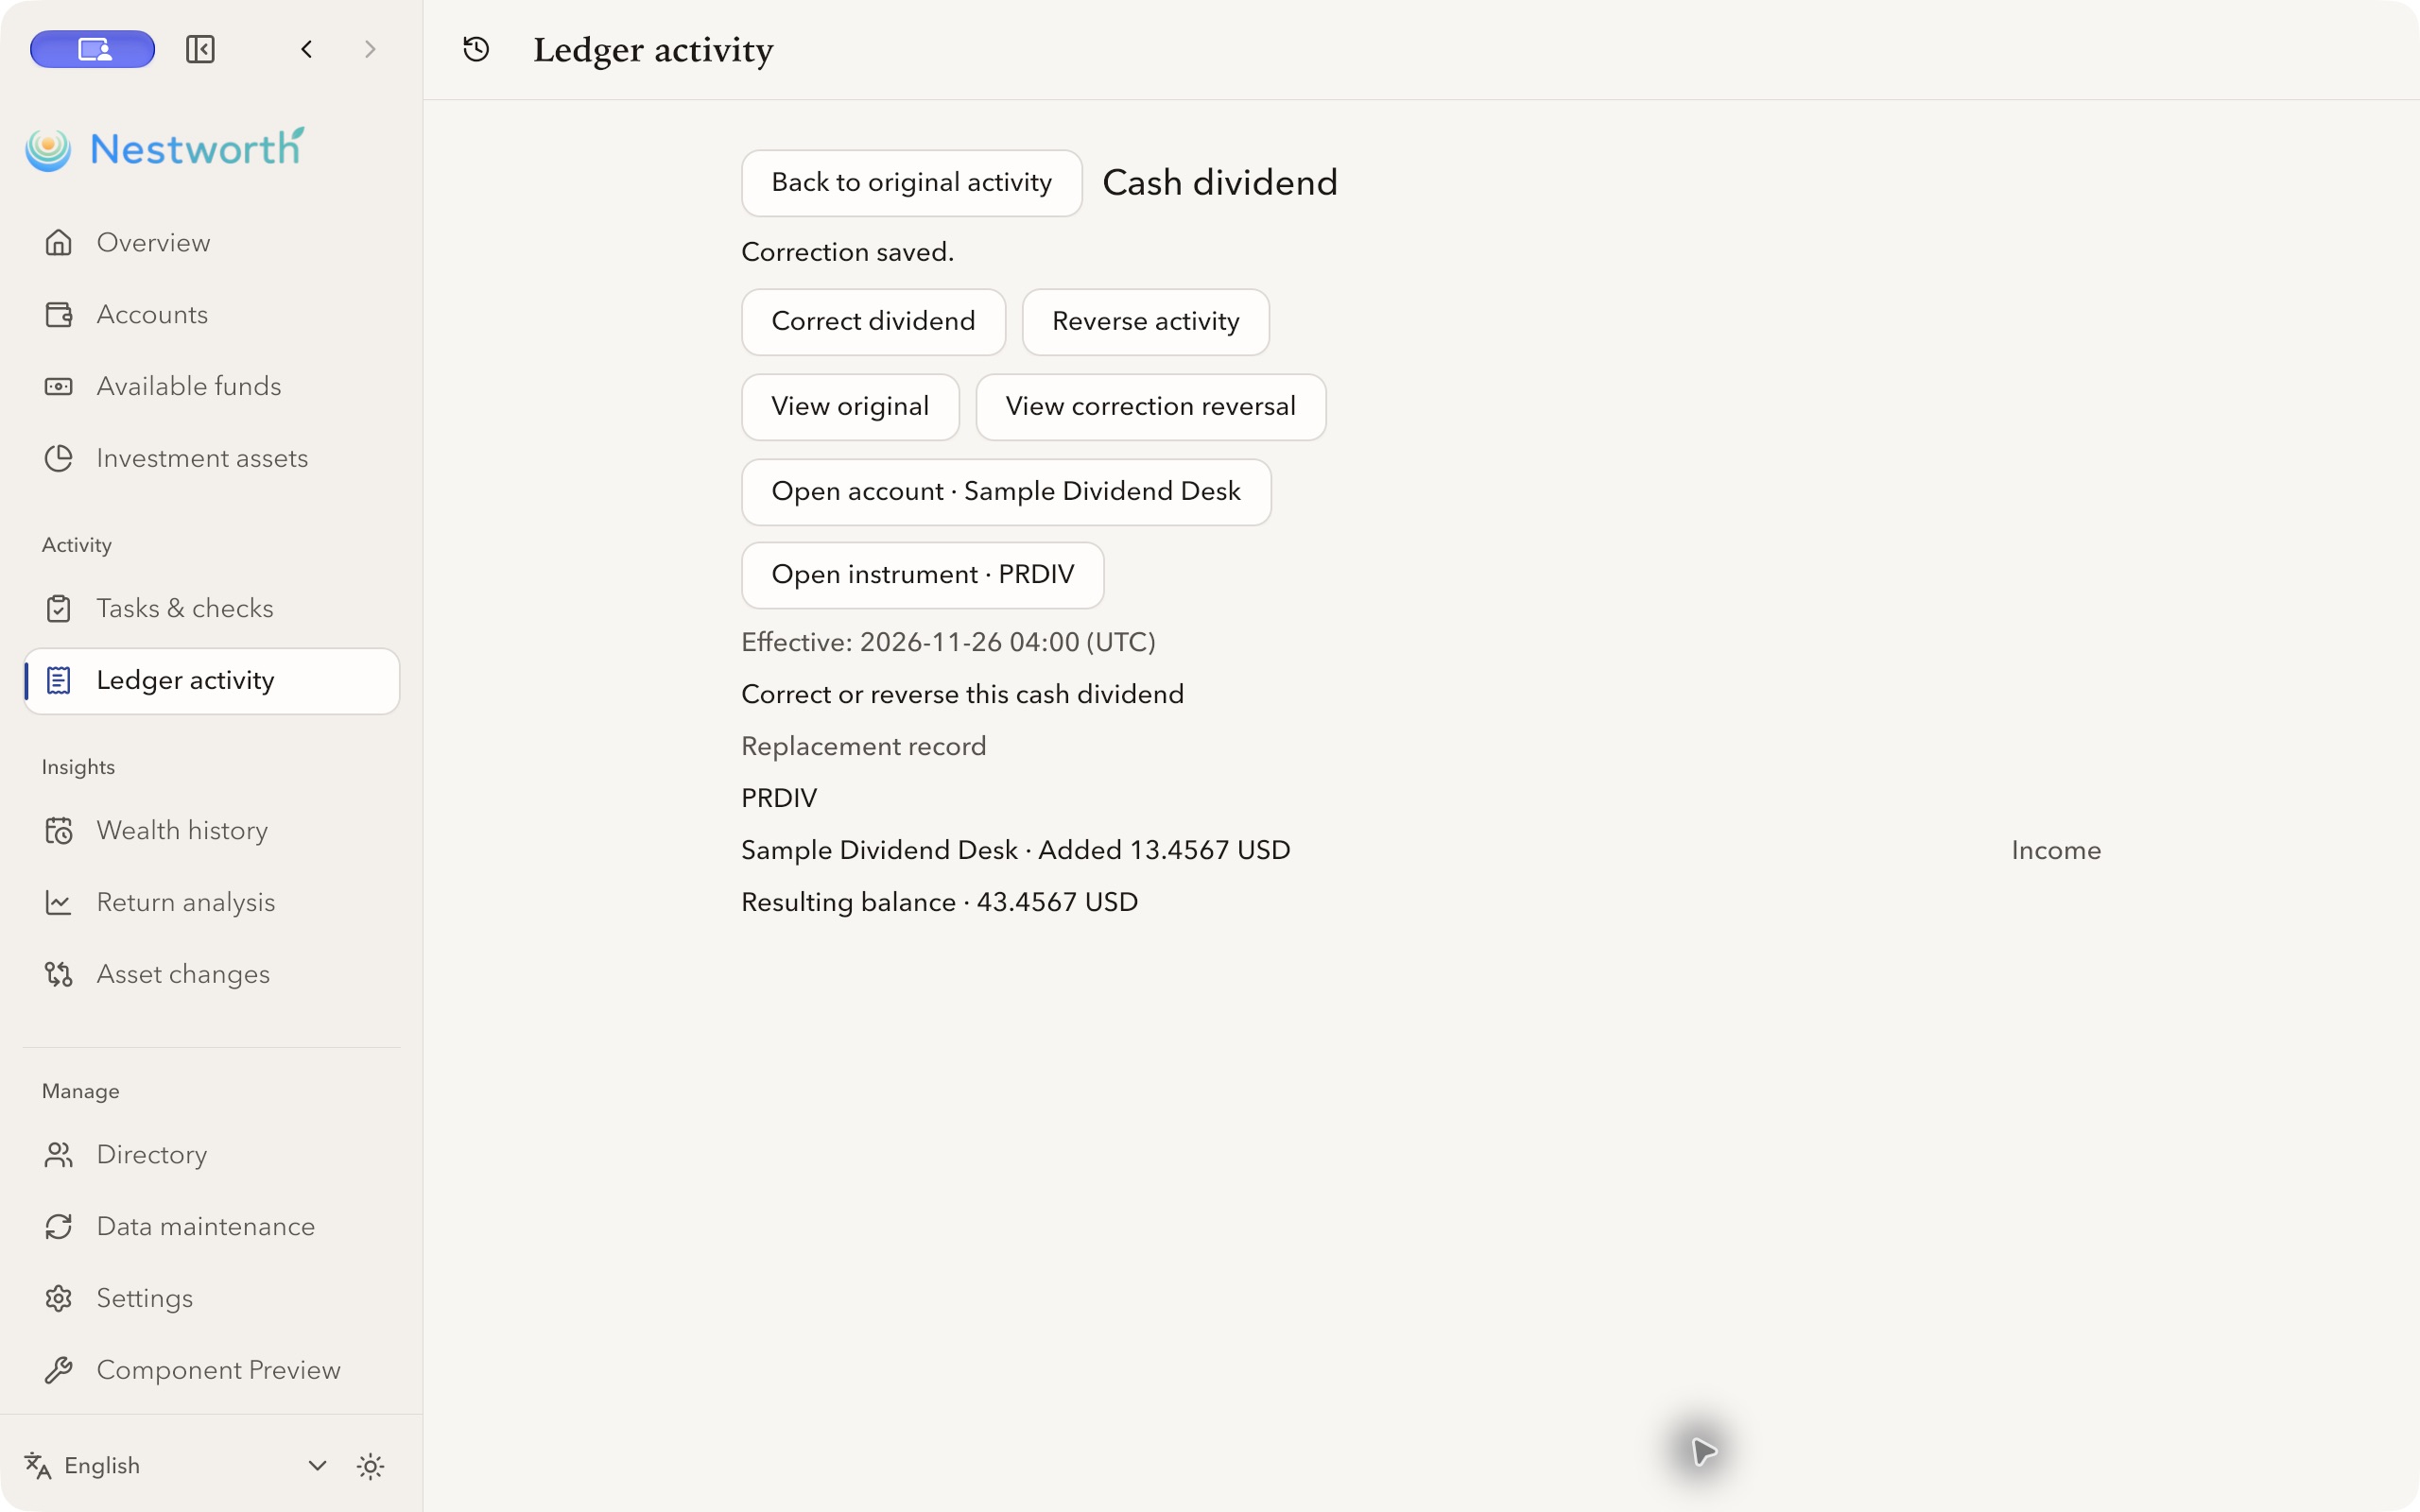 Ledger activity
Nestworth
Overview
Accounts
Available funds
Investment assets
Activity
Tasks & checks
Ledger activity
Insights
Wealth history
Return analysis
Asset changes
Manage
Directory
Data maintenance
Settings
Component Preview
English
Back to original activity Cash dividend
Correction saved.
Correct dividend Reverse activity
View original View correction reversal
Open account · Sample Dividend Desk
Open instrument · PRDIV
Effective: 2026-11-26 04:00 (UTC)
Correct or reverse this cash dividend
Replacement record
PRDIV
Sample Dividend Desk · Added 13.4567 USD Income
Resulting balance · 43.4567 USD